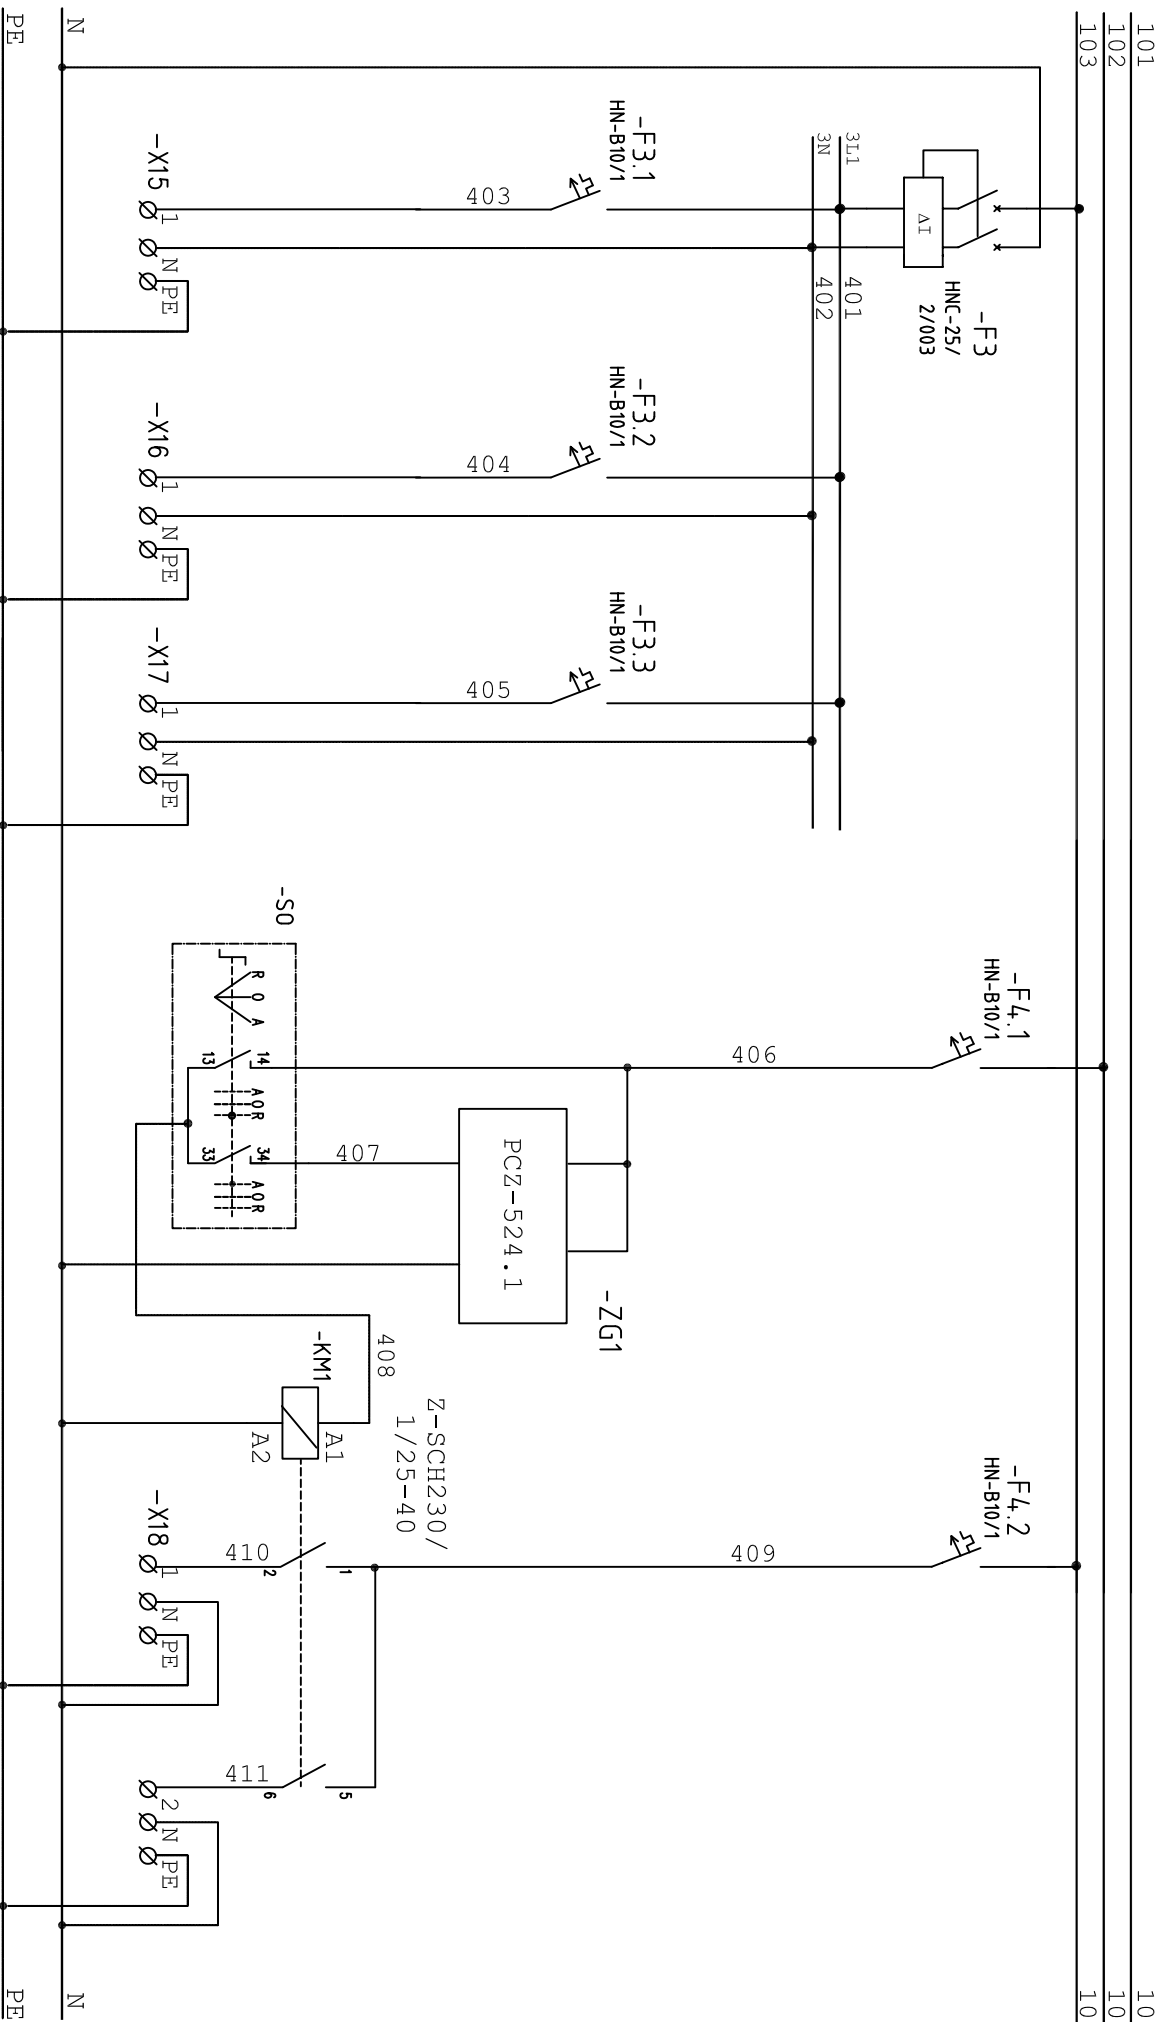 101
102
103
10
10
10
-F3
HNC-25/
2/003
ΔI
3L1
3N
401
402
-F3.1
HN-B10/1
403
-X15
1
N
PE
-F3.2
HN-B10/1
404
-X16
1
N
PE
-F3.3
HN-B10/1
405
-X17
1
N
PE
-F4.1
HN-B10/1
406
-ZG1
PCZ-524.1
407
-S0
R
O
A
14
13
A
O
R
34
33
A
O
R
408
-KM1
A1
A2
Z-SCH230/
1/25-40
-F4.2
HN-B10/1
409
1
2
410
5
6
411
-X18
1
N
PE
2
N
PE
N
PE
N
PE